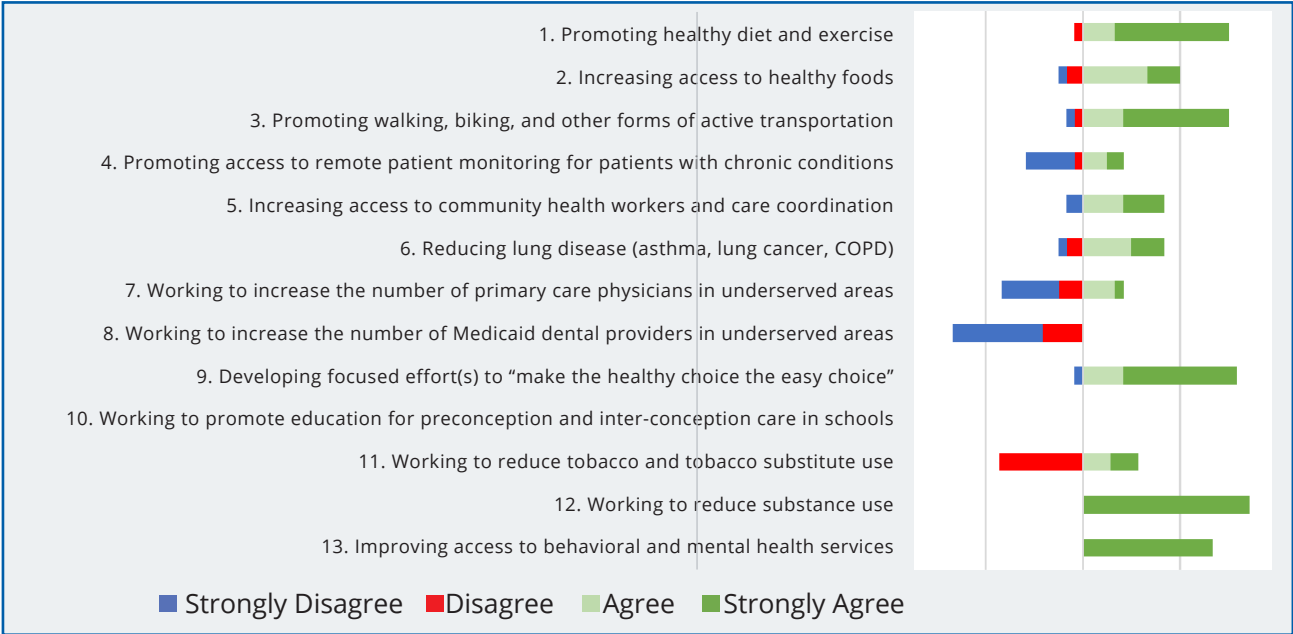 1. Promoting healthy diet and exercise
2. Increasing access to healthy foods
3. Promoting walking, biking, and other forms of active transportation
4. Promoting access to remote patient monitoring for patients with chronic conditions
5. Increasing access to community health workers and care coordination
6. Reducing lung disease (asthma, lung cancer, COPD)
7. Working to increase the number of primary care physicians in underserved areas
8. Working to increase the number of Medicaid dental providers in underserved areas
9. Developing focused effort(s) to “make the healthy choice the easy choice”
10. Working to promote education for preconception and inter-conception care in schools
11. Working to reduce tobacco and tobacco substitute use
12. Working to reduce substance use
13. Improving access to behavioral and mental health services
Strongly Disagree Disagree Agree Strongly Agree